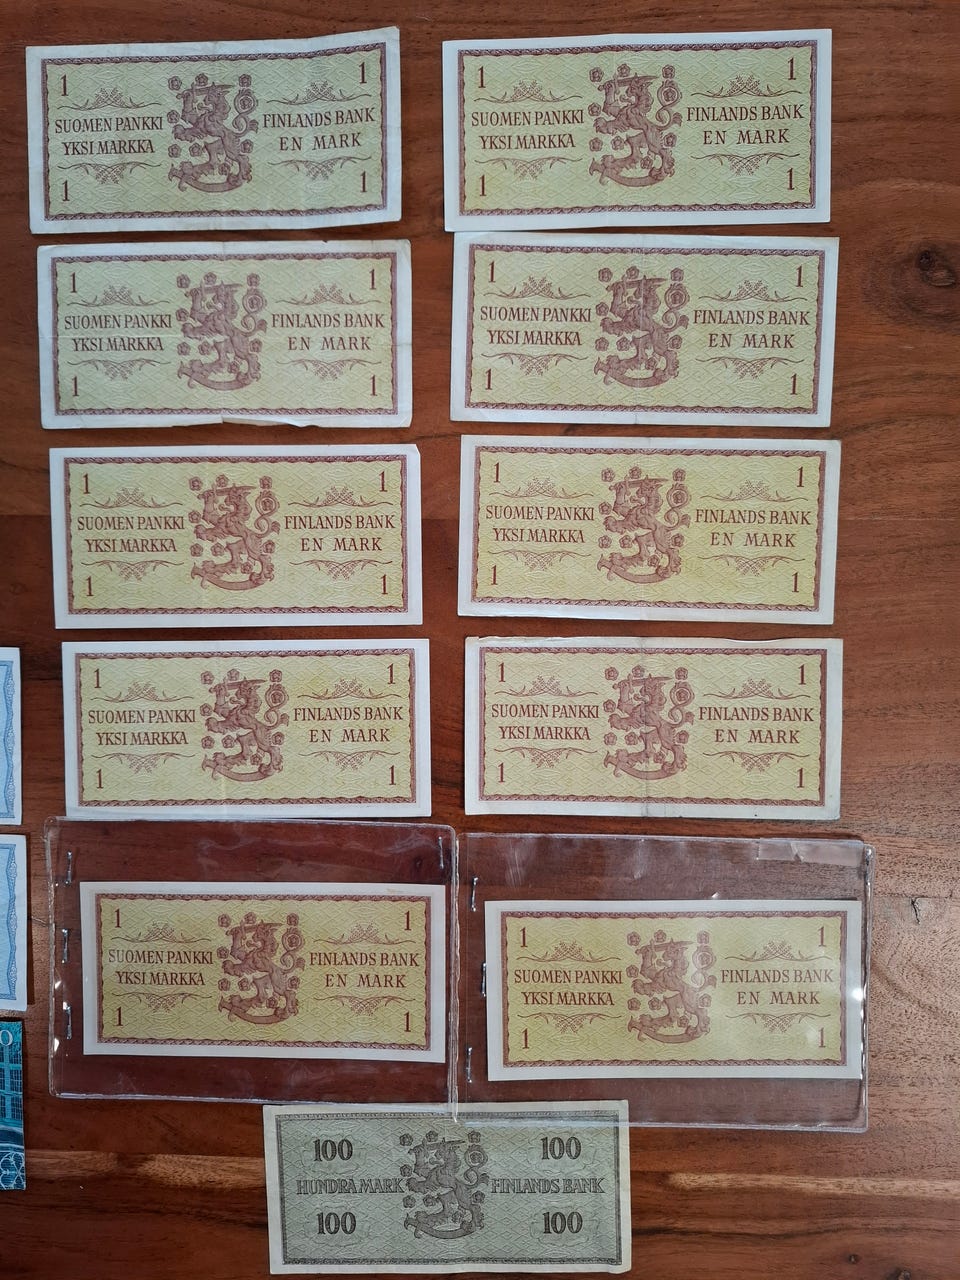 1 1
SUOMEN PANKKI FINLANDS BANK
YKSI MARKKA EN MARK
1 1
1 1
SUOMEN PANKKI FINLANDS BANK
YKSI MARKKA EN MARK
1 1
1 1
SUOMEN PANKKI FINLANDS BANK
YKSI MARKKA EN MARK
1 1
1 1
SUOMEN PANKKI FINLANDS BANK
YKSI MARKKA EN MARK
1 1
1 1
SUOMEN PANKKI FINLANDS BANK
YKSI MARKKA EN MARK
1 1
1 1
SUOMEN PANKKI FINLANDS BANK
YKSI MARKKA EN MARK
1 1
1 1
SUOMEN PANKKI FINLANDS BANK
YKSI MARKKA EN MARK
1 1
1 1
SUOMEN PANKKI FINLANDS BANK
YKSI MARKKA EN MARK
1 1
1 1
SUOMEN PANKKI FINLANDS BANK
YKSI MARKKA EN MARK
1 1
1 1
SUOMEN PANKKI FINLANDS BANK
YKSI MARKKA EN MARK
1 1
0
100 100
HUNDRA MARK FINLANDS BANK
100 100